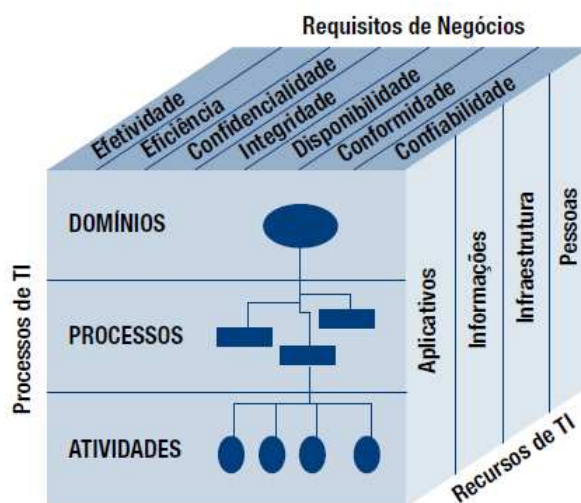 Requisitos de Negócios
Efetividade
Eficiência
Confidencialidade
Integridade
Disponibilidade
Conformidade
Confiabilidade
Processos de TI
DOMÍNIOS
PROCESSOS
ATIVIDADES
Aplicativos
Informações
Infraestrutura
Pessoas
Recursos de TI